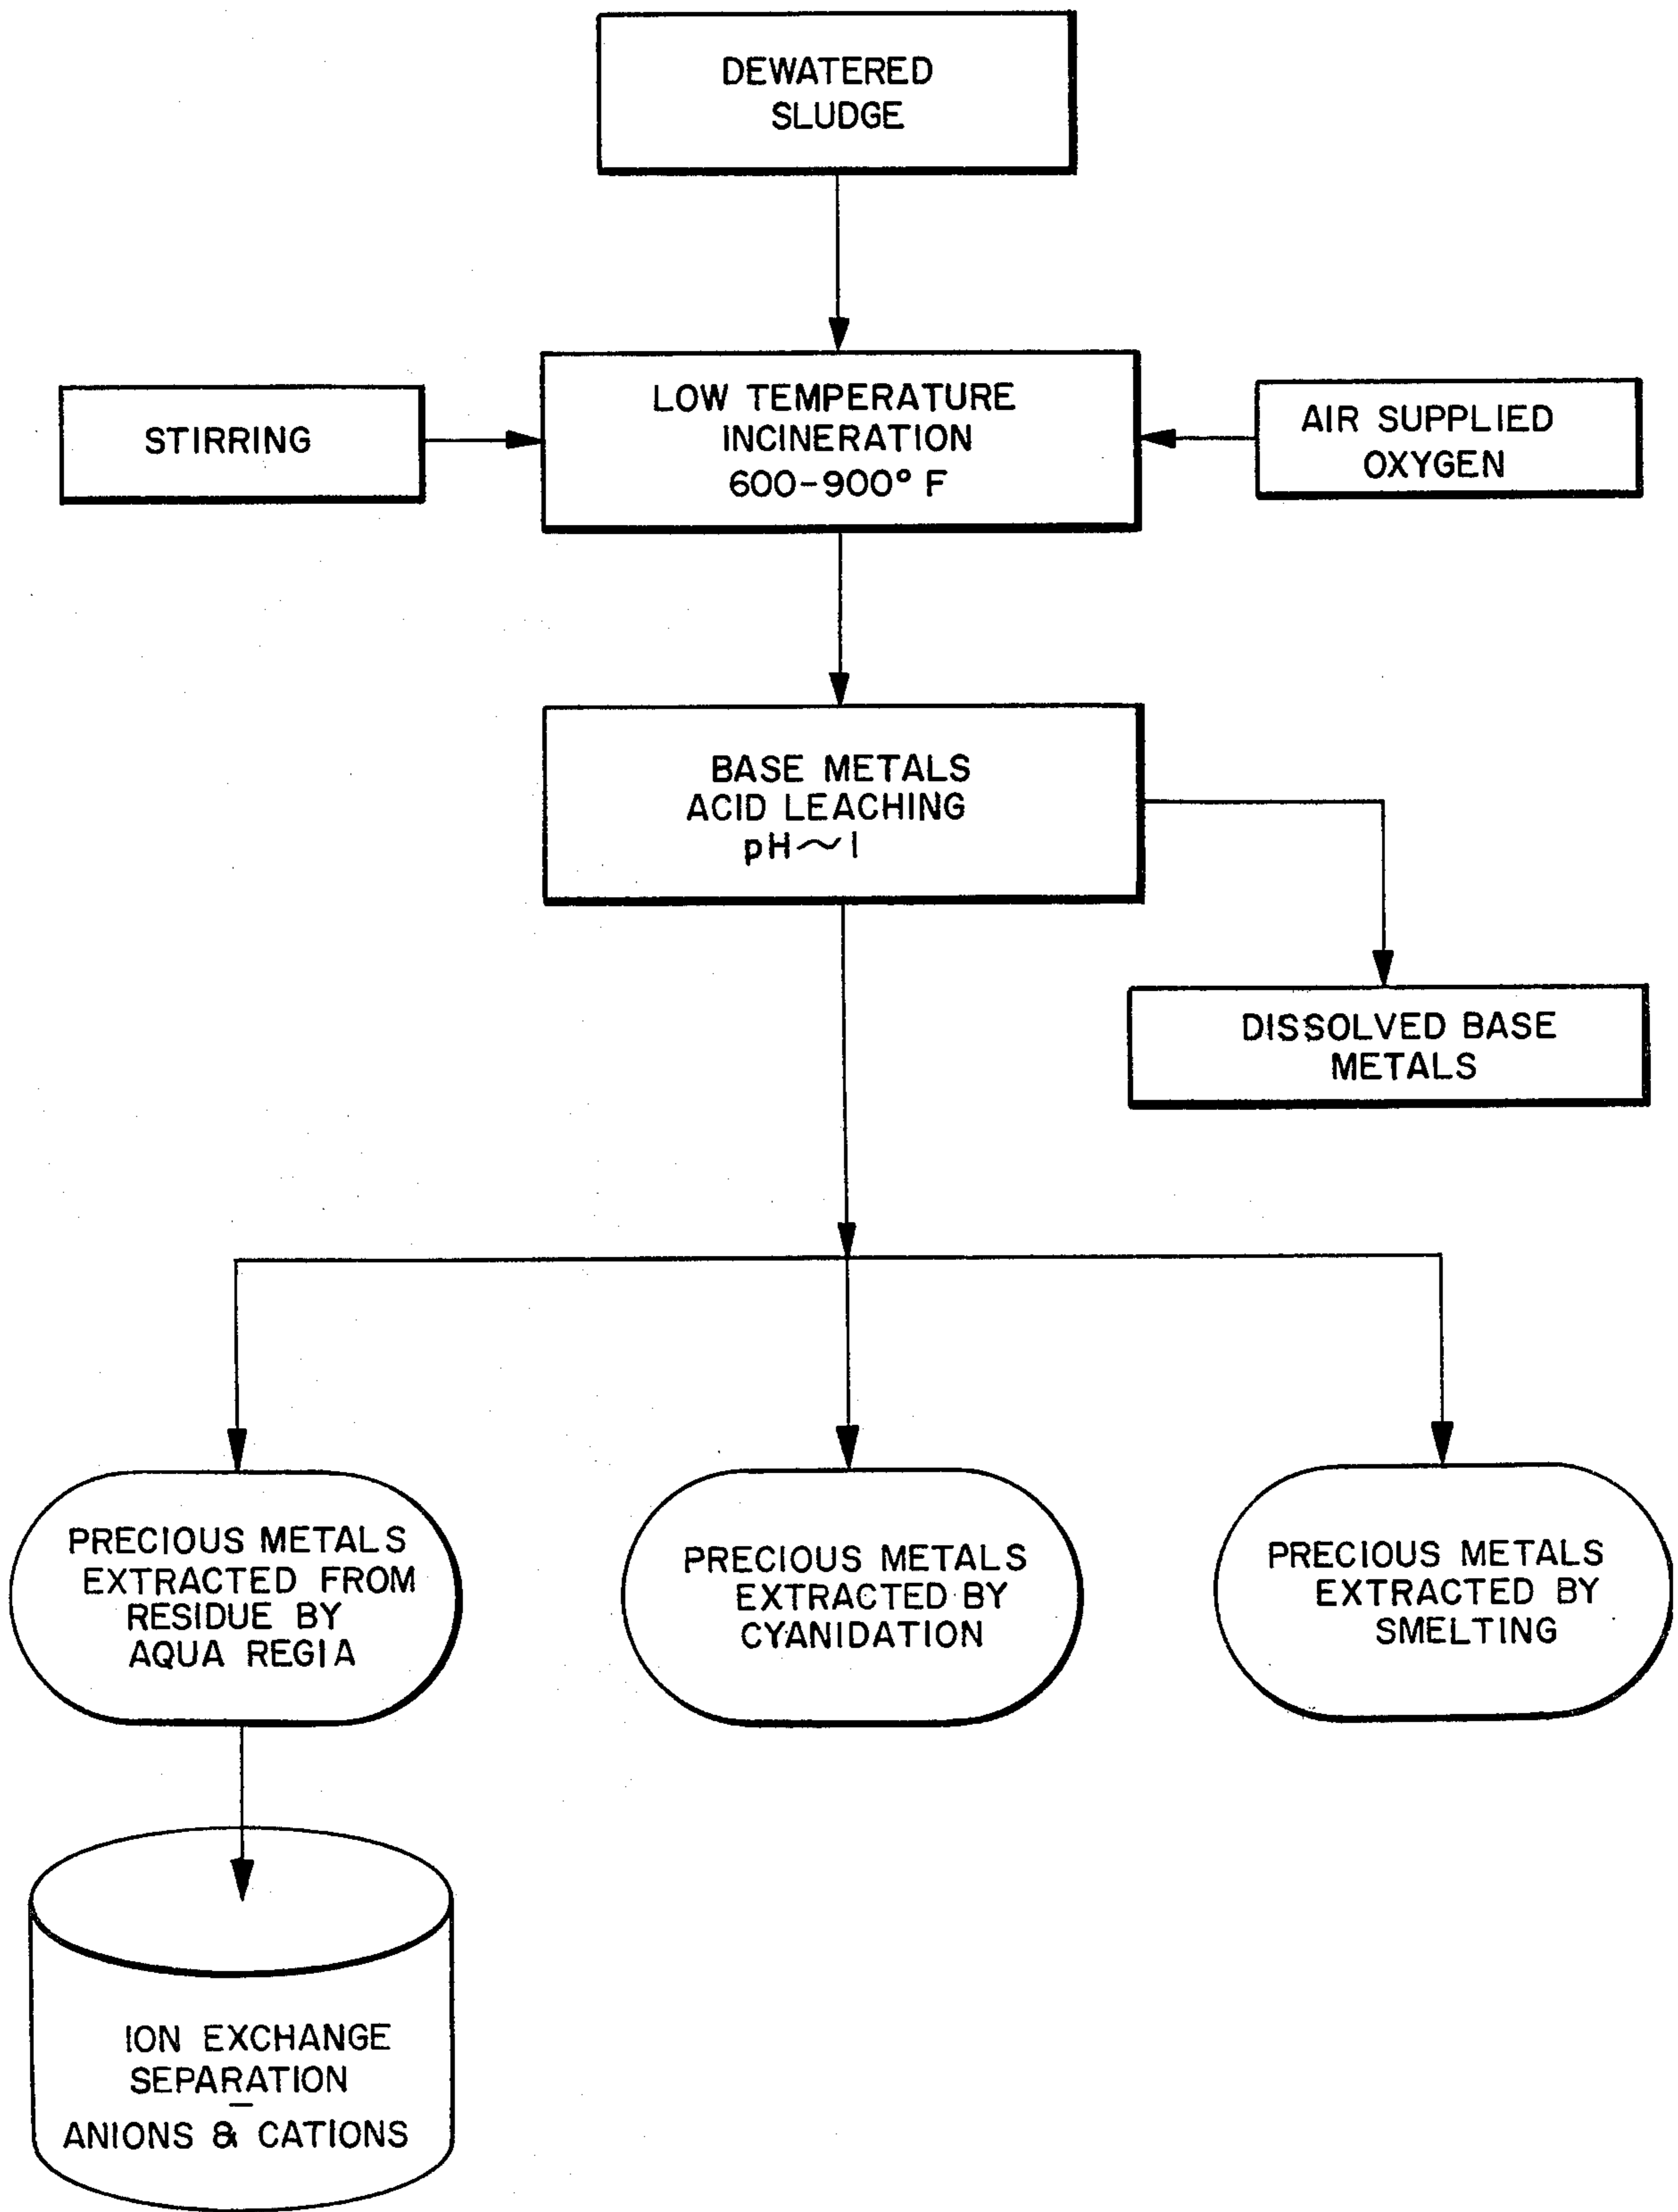 DEWATERED
SLUDGE
STIRRING
LOW TEMPERATURE
INCINERATION
600-900° F
AIR SUPPLIED
OXYGEN
BASE METALS
ACID LEACHING
pH~1
DISSOLVED BASE
METALS
PRECIOUS METALS
EXTRACTED FROM
RESIDUE BY
AQUA REGIA
PRECIOUS METALS
EXTRACTED BY
CYANIDATION
PRECIOUS METALS
EXTRACTED BY
SMELTING
ION EXCHANGE
SEPARATION
–
ANIONS & CATIONS